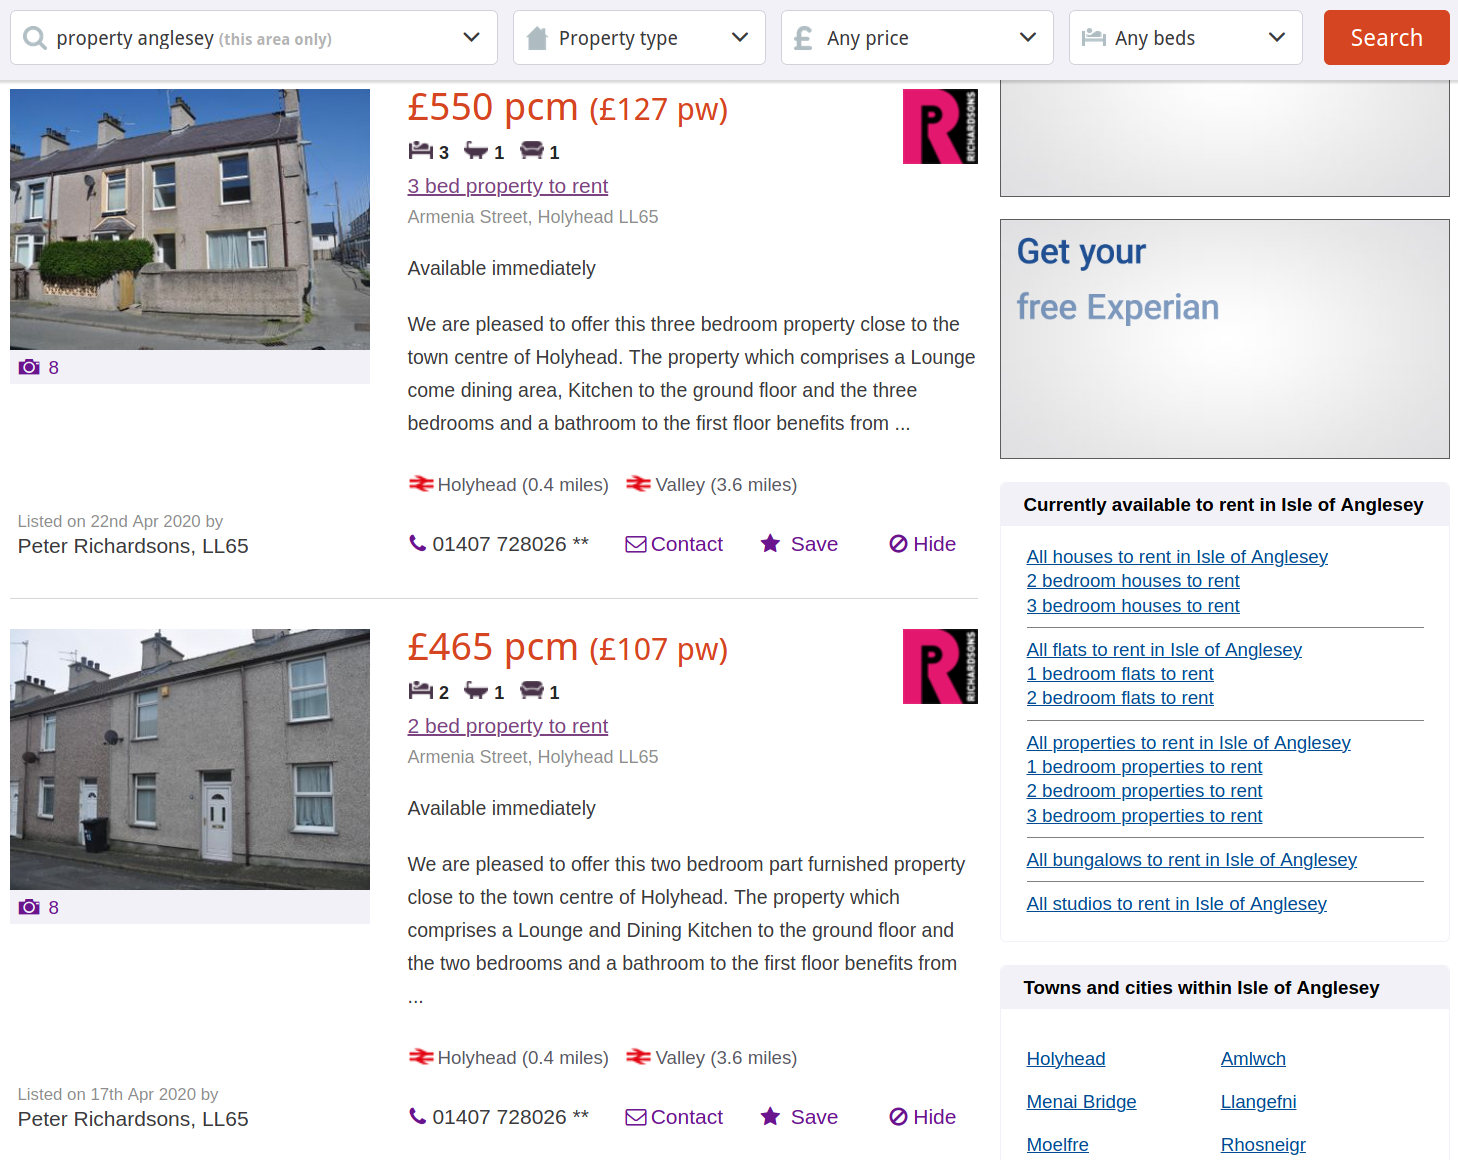 property anglesey (this area only)
Property type
Any price
Any beds
Search
£550 pcm (£127 pw)
3 1 1
3 bed property to rent
Armenia Street, Holyhead LL65
Available immediately
We are pleased to offer this three bedroom property close to the
town centre of Holyhead. The property which comprises a Lounge
come dining area, Kitchen to the ground floor and the three
bedrooms and a bathroom to the first floor benefits from ...
Holyhead (0.4 miles) Valley (3.6 miles)
8
Listed on 22nd Apr 2020 by
Peter Richardsons, LL65
01407 728026 ** Contact Save Hide
RICHARDSONS
£465 pcm (£107 pw)
2 1 1
2 bed property to rent
Armenia Street, Holyhead LL65
Available immediately
We are pleased to offer this two bedroom part furnished property
close to the town centre of Holyhead. The property which
comprises a Lounge and Dining Kitchen to the ground floor and
the two bedrooms and a bathroom to the first floor benefits from
...
Holyhead (0.4 miles) Valley (3.6 miles)
8
Listed on 17th Apr 2020 by
Peter Richardsons, LL65
01407 728026 ** Contact Save Hide
RICHARDSONS
Get your
free Experian
Currently available to rent in Isle of Anglesey
All houses to rent in Isle of Anglesey
2 bedroom houses to rent
3 bedroom houses to rent
All flats to rent in Isle of Anglesey
1 bedroom flats to rent
2 bedroom flats to rent
All properties to rent in Isle of Anglesey
1 bedroom properties to rent
2 bedroom properties to rent
3 bedroom properties to rent
All bungalows to rent in Isle of Anglesey
All studios to rent in Isle of Anglesey
Towns and cities within Isle of Anglesey
Holyhead Amlwch
Menai Bridge Llangefni
Moelfre Rhosneigr